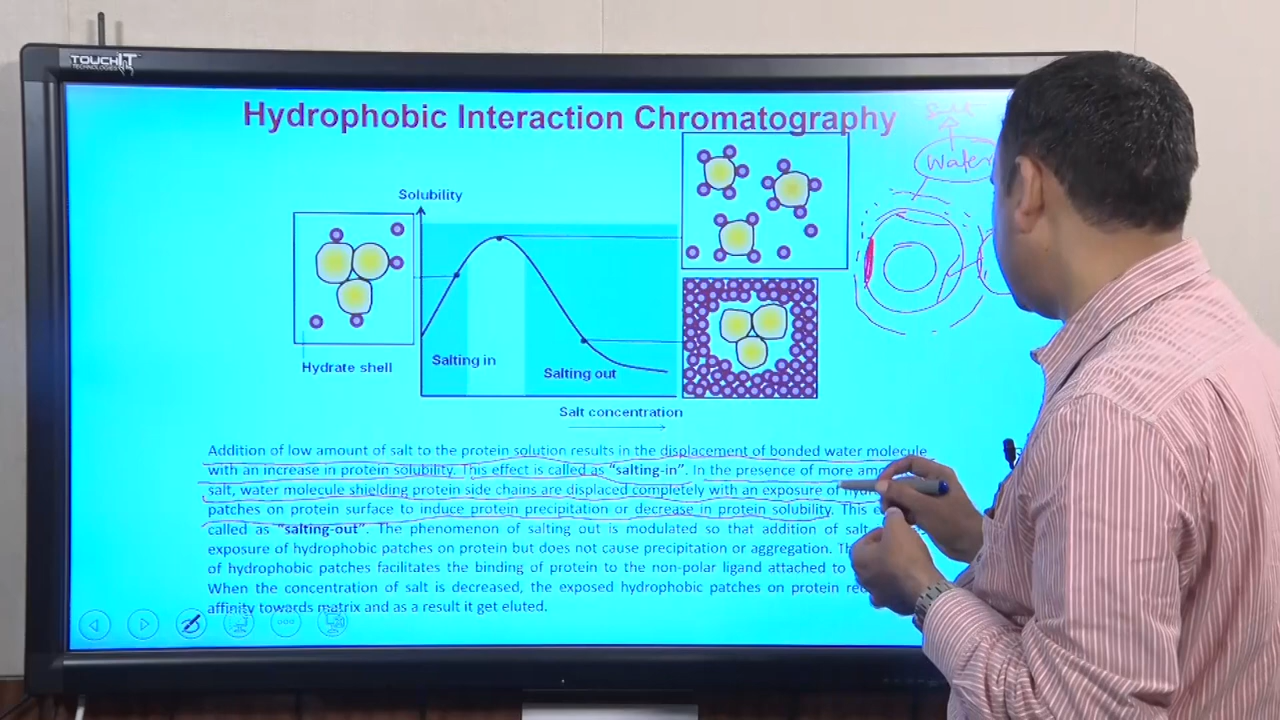 TOUCHIT
TECHNOLOGIES
Hydrophobic Interaction Chromatography
Salt
Water
Solubility
Hydrate shell
Salting in
Salting out
Salt concentration
Addition of low amount of salt to the protein solution results in the displacement of bonded water molecule
with an increase in protein solubility. This effect is called as "salting-in". In the presence of more
salt, water molecule shielding protein side chains are displaced completely with an exposure of
patches on protein surface to induce protein precipitation or decrease in protein solubility. This
called as "salting-out". The phenomenon of salting out is modulated so that addition of salt
exposure of hydrophobic patches on protein but does not cause precipitation or aggregation.
of hydrophobic patches facilitates the binding of protein to the non-polar ligand attached to
When the concentration of salt is decreased, the exposed hydrophobic patches on protein
affinity towards matrix and as a result it get eluted.